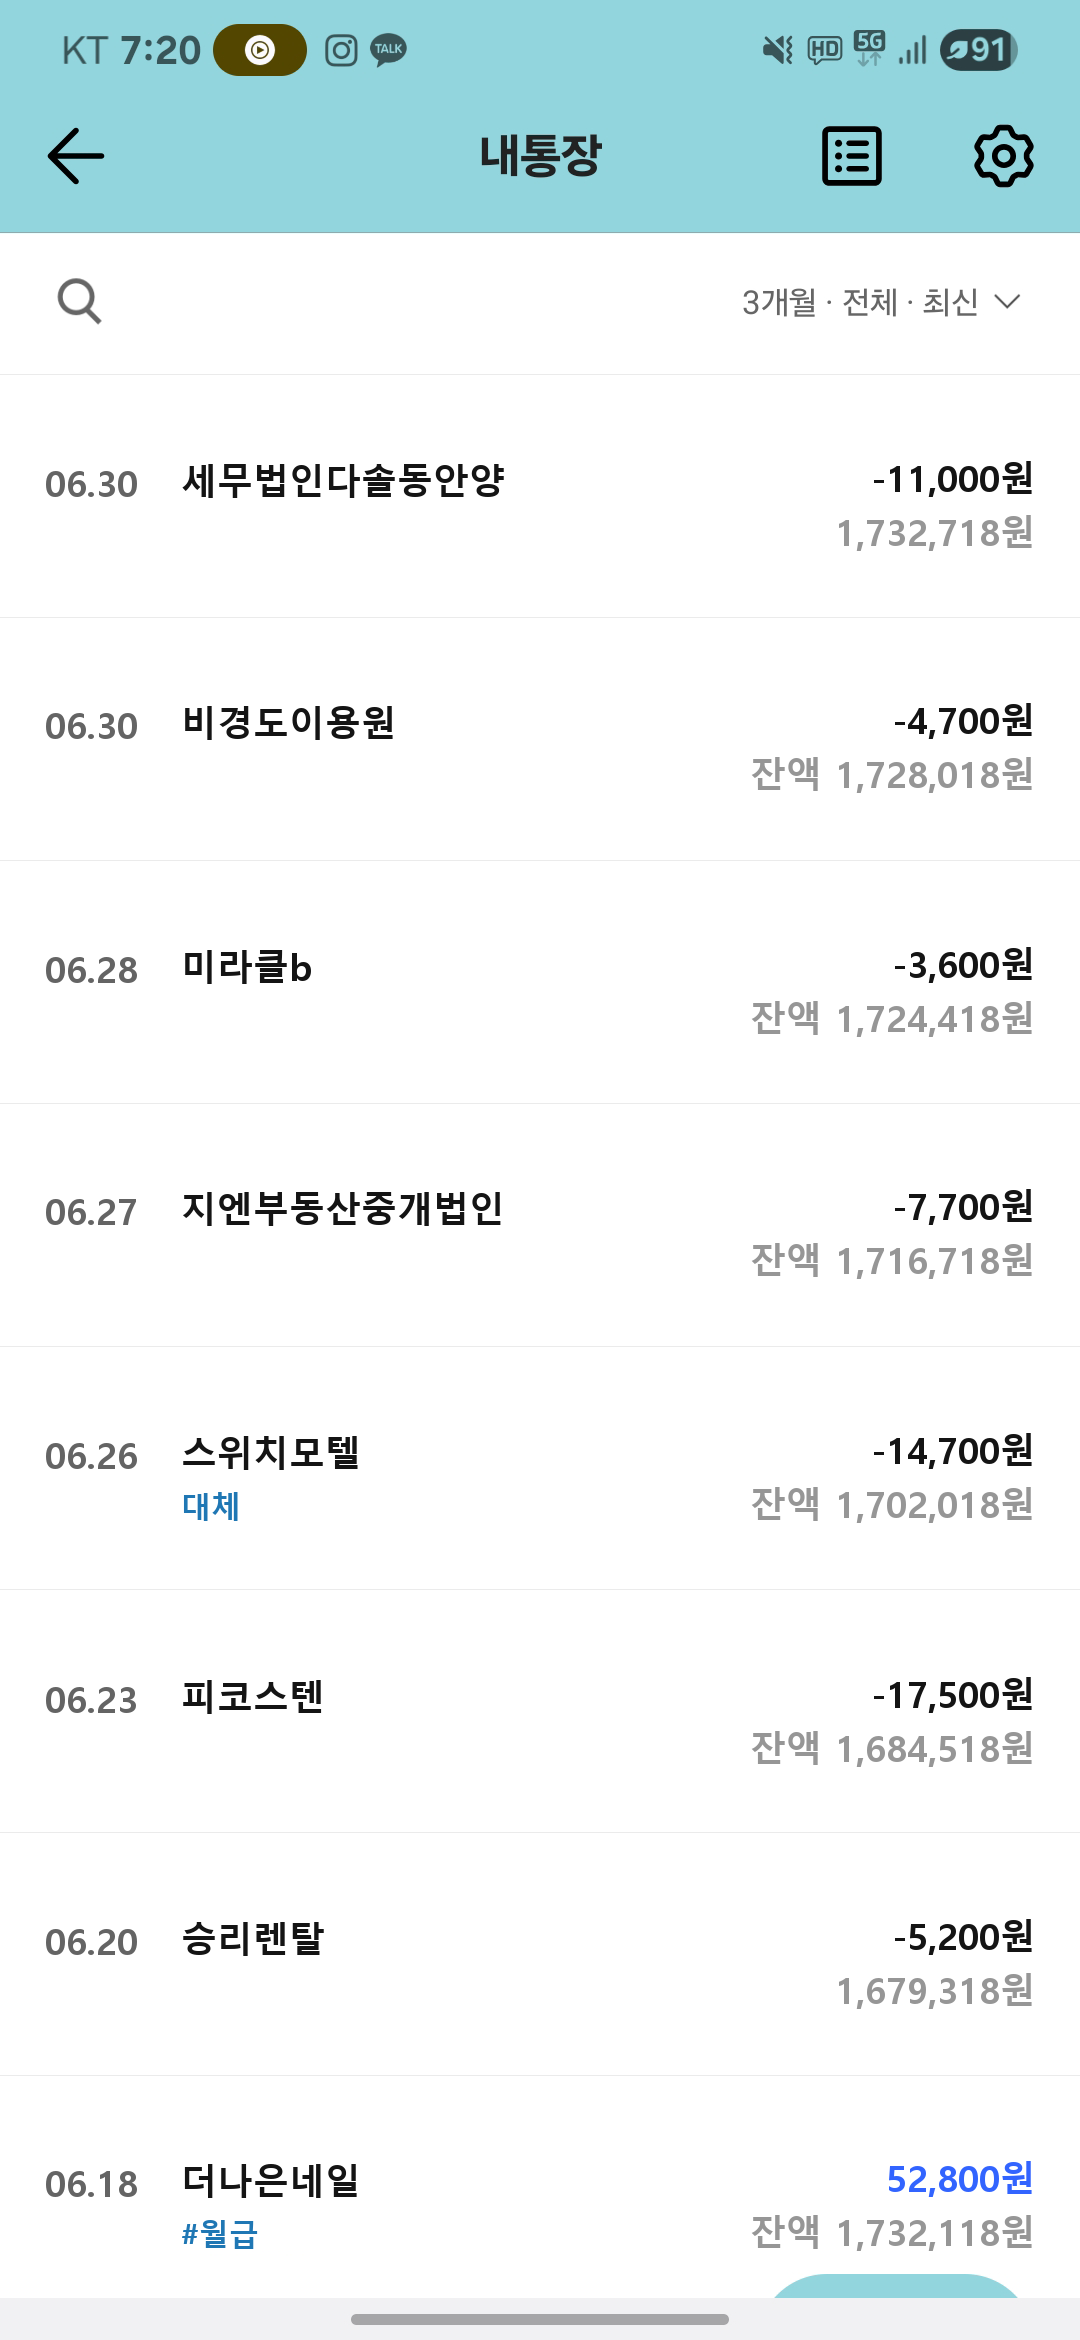 KT 7:20 TALK HD 5G 91
내통장
3개월 · 전체 · 최신
06.30 세무법인다솔동안양 -11,000원
1,732,718원
06.30 비경도이용원 -4,700원
잔액 1,728,018원
06.28 미라클b -3,600원
잔액 1,724,418원
06.27 지엔부동산중개법인 -7,700원
잔액 1,716,718원
06.26 스위치모텔 -14,700원
대체 잔액 1,702,018원
06.23 피코스텐 -17,500원
잔액 1,684,518원
06.20 승리렌탈 -5,200원
1,679,318원
06.18 더나은네일 52,800원
#월급 잔액 1,732,118원